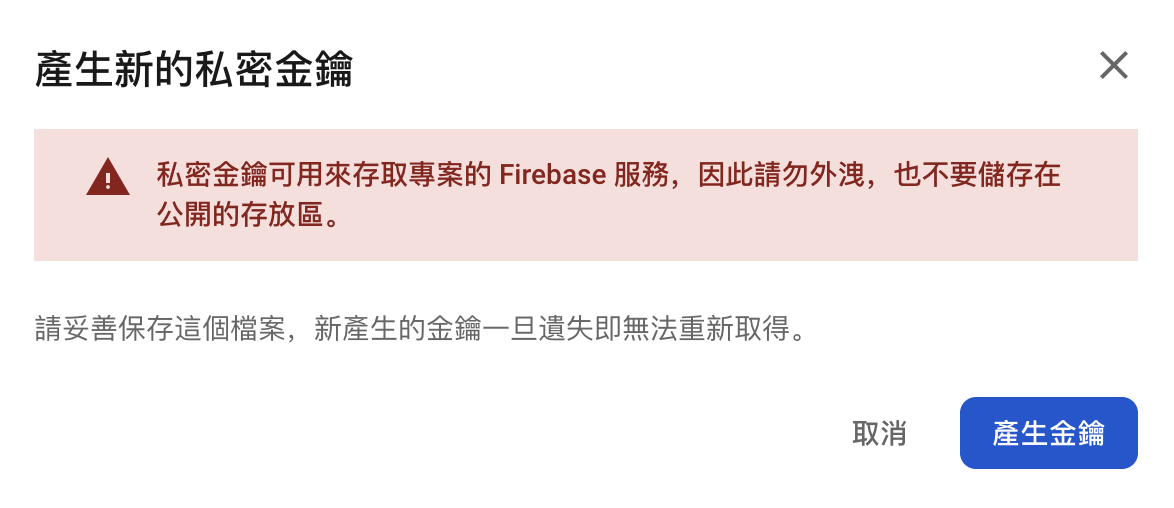 產生新的私密金鑰
私密金鑰可用來存取專案的 Firebase 服務，因此請勿外洩，也不要儲存在
公開的存放區。
請妥善保存這個檔案，新產生的金鑰一旦遺失即無法重新取得。
取消
產生金鑰